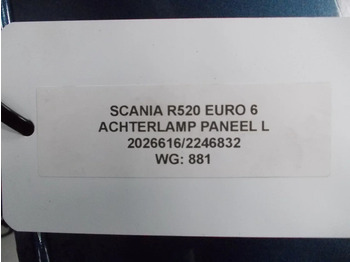 SCANIA R520 EURO 6
ACHTERLAMP PANEEL L
2026616/2246832
WG: 881